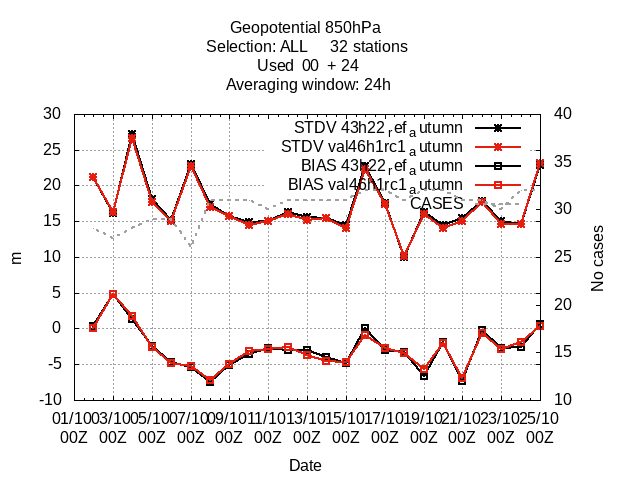 Geopotential 850hPa
Selection: ALL     32 stations
Used  00  + 24
Averaging window: 24h
30 40
STDV 43h22_ref_autumn
25 35
STDV val46h1rc1_autumn
BIAS 43h22_ref_autumn
20 30
BIAS val46h1rc1_autumn
CASES
15 25
10
5 20
0
-5 15
-10 10
m
No cases
01/10 03/10 05/10 07/10 09/10 11/10 13/10 15/10 17/10 19/10 21/10 23/10 25/10
00Z 00Z 00Z 00Z 00Z 00Z 00Z 00Z 00Z 00Z 00Z 00Z 00Z
Date